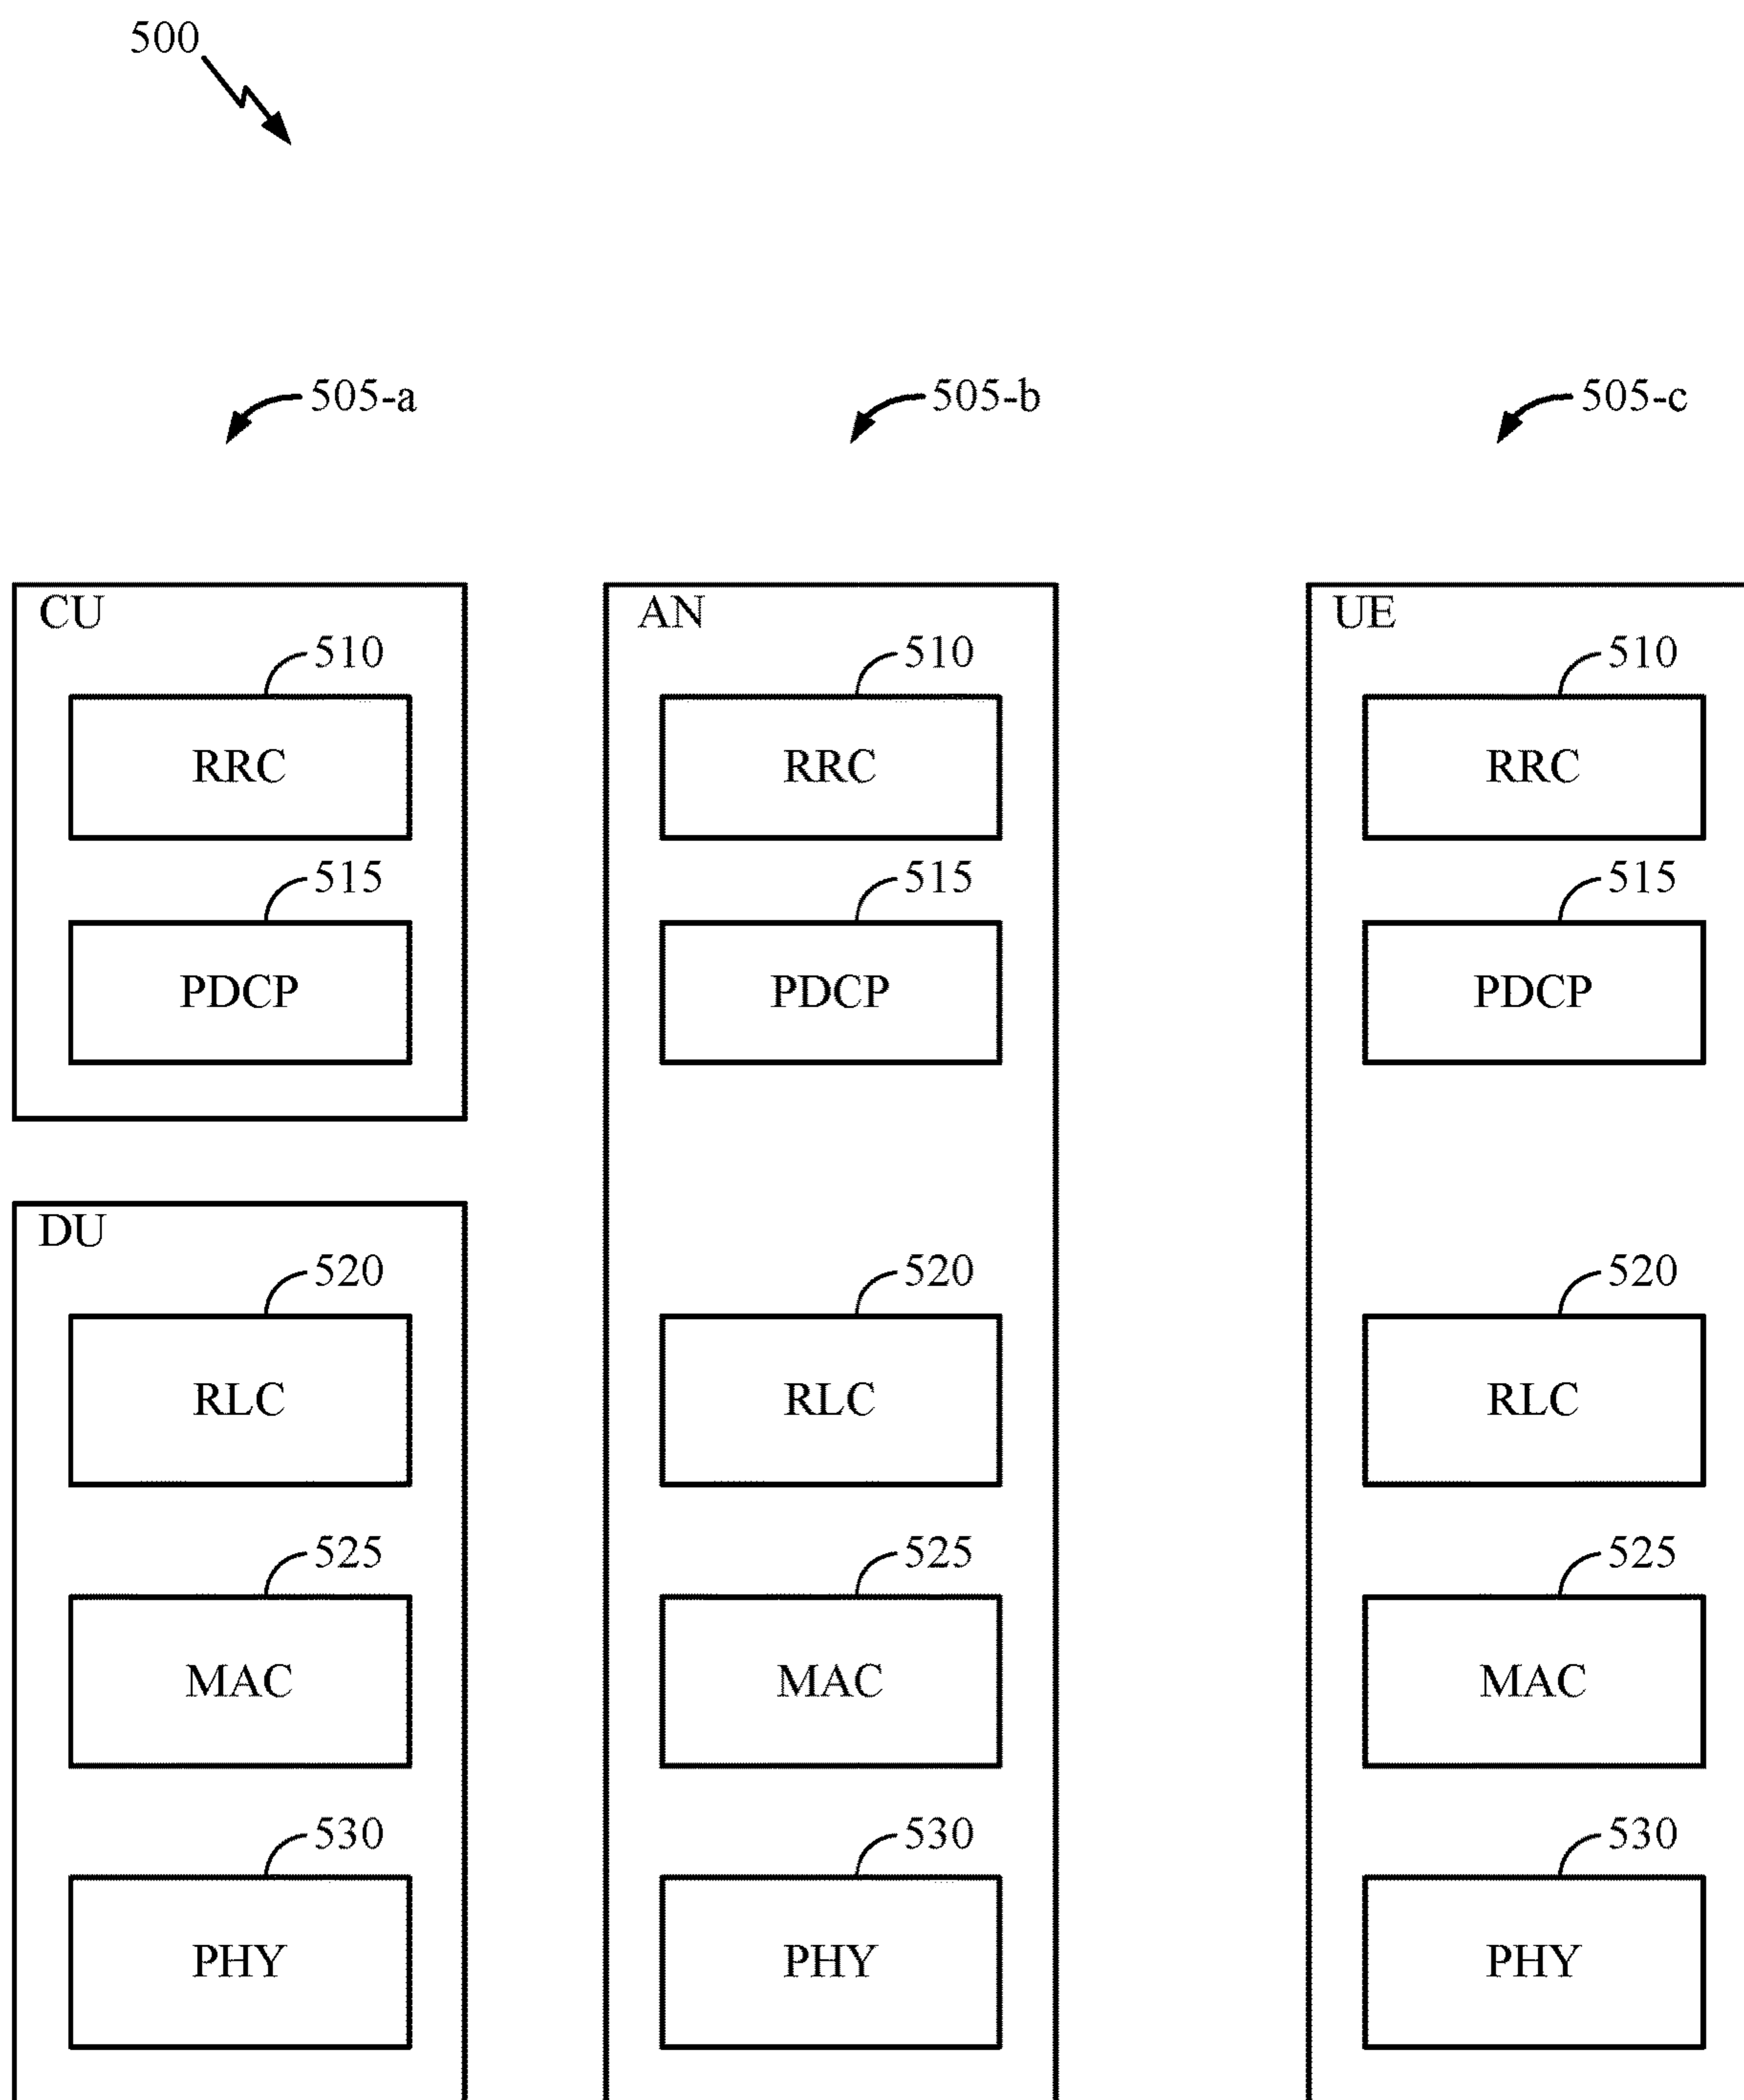 500
505-a 505-b 505-c
CU AN UE
510 510 510
RRC RRC RRC
515 515 515
PDCP PDCP PDCP
DU
520 520 520
RLC RLC RLC
525 525 525
MAC MAC MAC
530 530 530
PHY PHY PHY